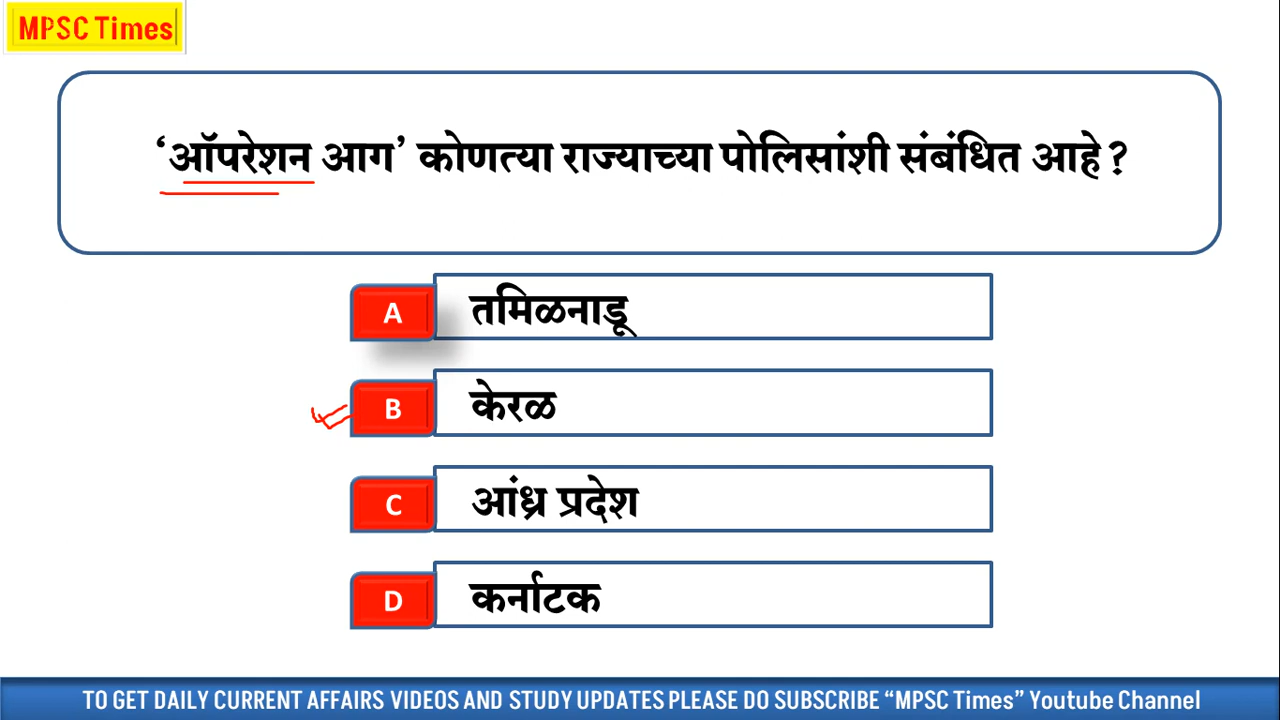 MPSC Times
‘ऑपरेशन आग’ कोणत्या राज्याच्या पोलिसांशी संबंधित आहे ?
A तमिळनाडू
B केरळ
C आंध्र प्रदेश
D कर्नाटक
TO GET DAILY CURRENT AFFAIRS VIDEOS AND STUDY UPDATES PLEASE DO SUBSCRIBE “MPSC Times” Youtube Channel